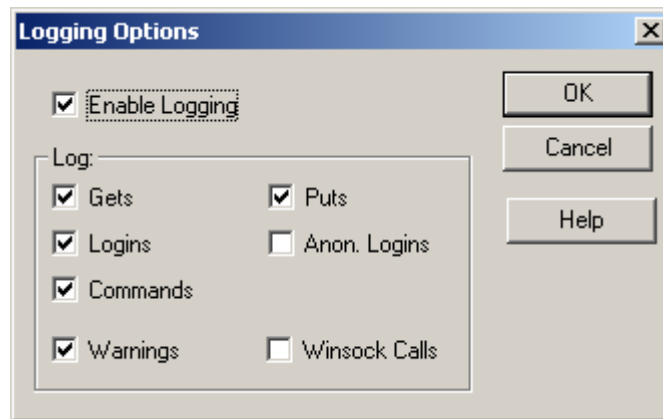 Logging Options
Enable Logging
OK
Cancel
Help
Log:
Gets
Puts
Logins
Anon. Logins
Commands
Warnings
Winsock Calls